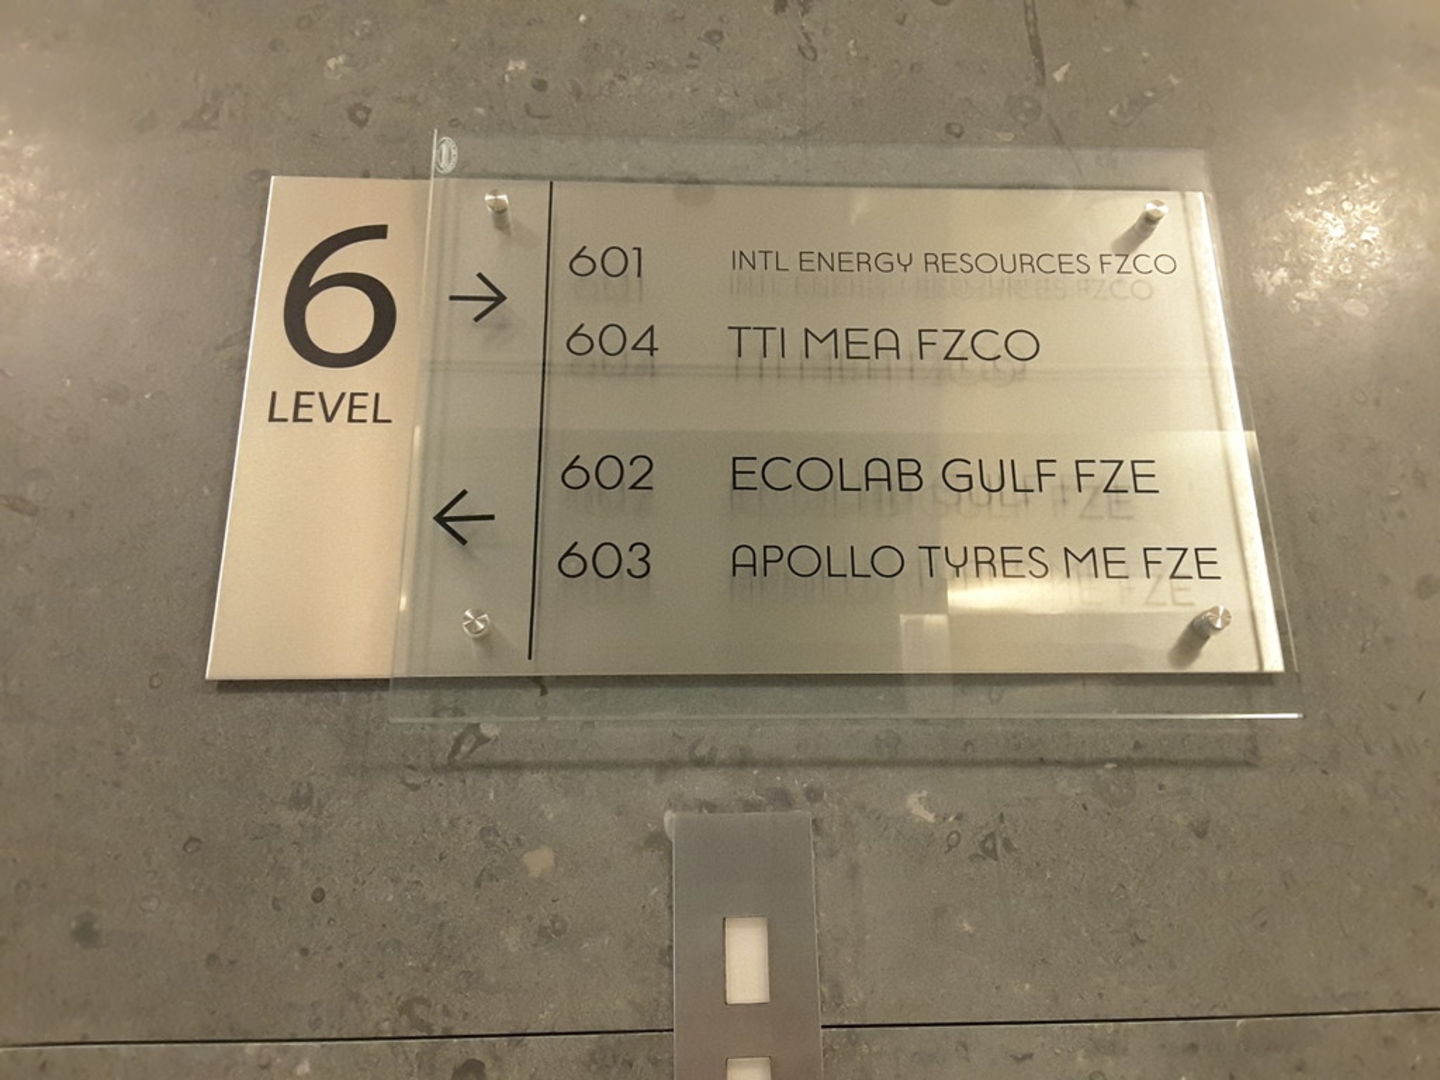 6
LEVEL
→
601 INTL ENERGY RESOURCES FZCO
604 TTI MEA FZCO
←
602 ECOLAB GULF FZE
603 APOLLO TYRES ME FZE